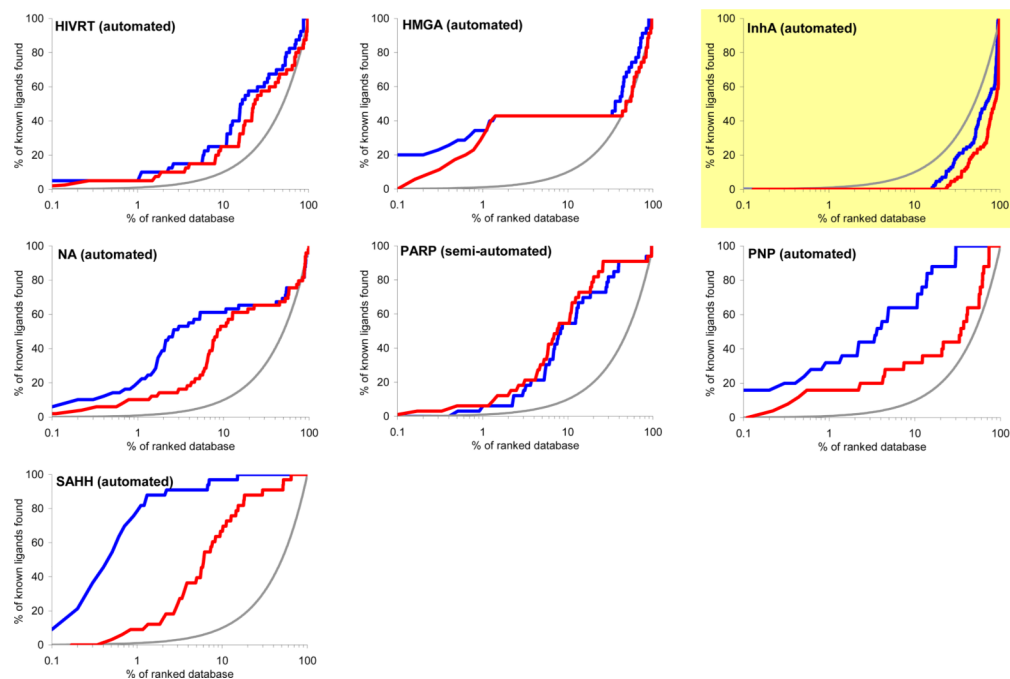 HIVRT (automated)
% of known ligands found
100
80
60
40
20
0
0.1 1 10 100
% of ranked database
HMGA (automated)
% of known ligands found
100
80
60
40
20
0
0.1 1 10 100
% of ranked database
InhA (automated)
% of known ligands found
100
80
60
40
20
0
0.1 1 10 100
% of ranked database
NA (automated)
% of known ligands found
100
80
60
40
20
0
0.1 1 10 100
% of ranked database
PARP (semi-automated)
% of known ligands found
100
80
60
40
20
0
0.1 1 10 100
% of ranked database
PNP (automated)
% of known ligands found
100
80
60
40
20
0
0.1 1 10 100
% of ranked database
SAHH (automated)
% of known ligands found
100
80
60
40
20
0
0.1 1 10 100
% of ranked database